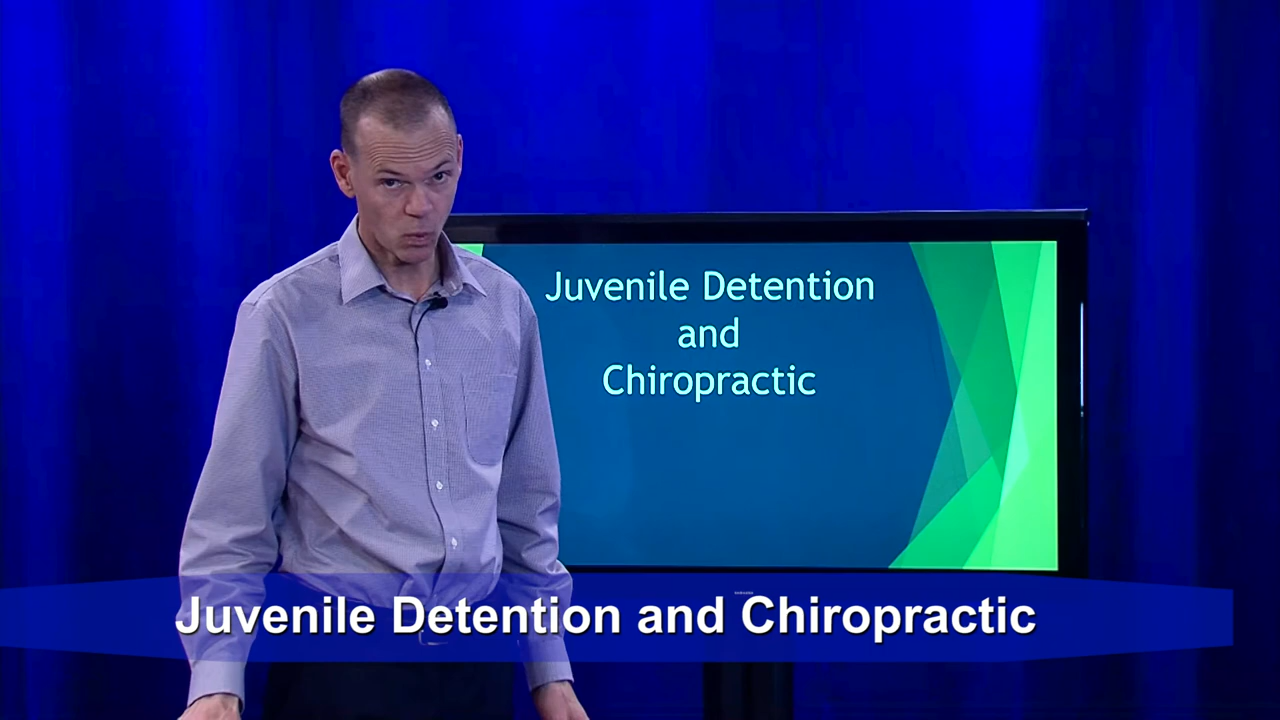 Juvenile Detention
and
Chiropractic
Juvenile Detention and Chiropractic